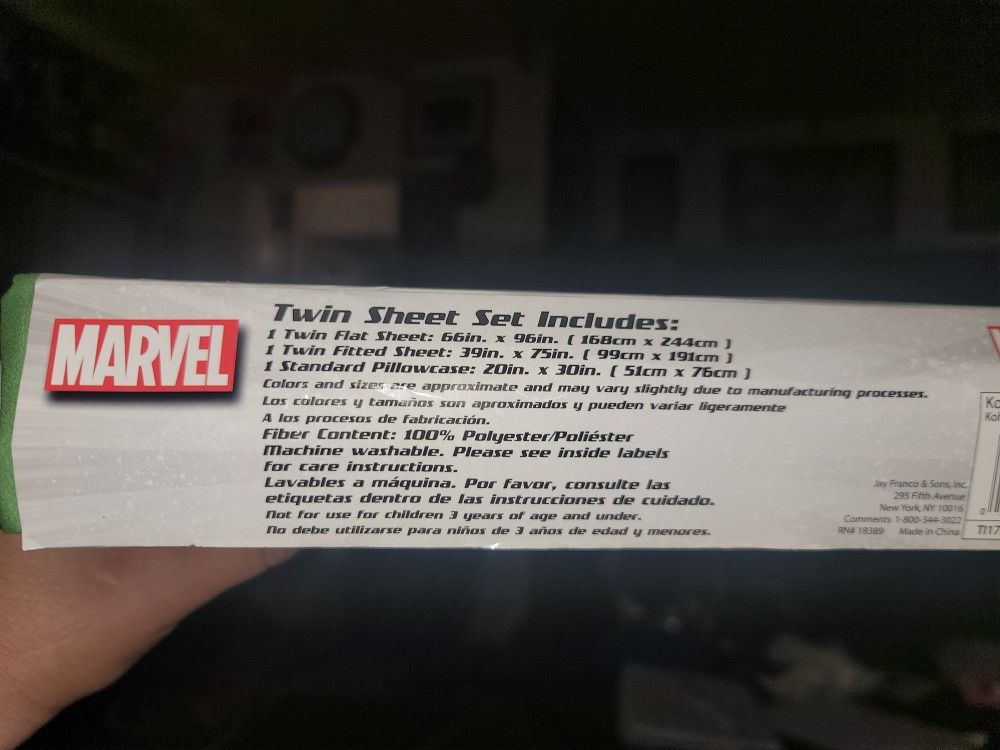 MARVEL
Twin Sheet Set Includes:
1 Twin Flat Sheet: 66in. x 96in. ( 168cm x 244cm )
1 Twin Fitted Sheet: 39in. x 75in. ( 99cm x 191cm )
1 Standard Pillowcase: 20in. x 30in. ( 51cm x 76cm )
Colors and sizes are approximate and may vary slightly due to manufacturing processes.
Los colores y tamaños son aproximados y pueden variar ligeramente
A los procesos de fabricación.
Fiber Content: 100% Polyester/Poliéster
Machine washable. Please see inside labels
for care instructions.
Lavables a máquina. Por favor, consulte las
etiquetas dentro de las instrucciones de cuidado.
Not for use for children 3 years of age and under.
No debe utilizarse para niños de 3 años de edad y menores.
Jay Franco & Sons, Inc.
295 Fifth Avenue
New York, NY 10016
Comments 1-800-344-3022
RN# 18389 Made in China
Ko
Koh
0
TI17